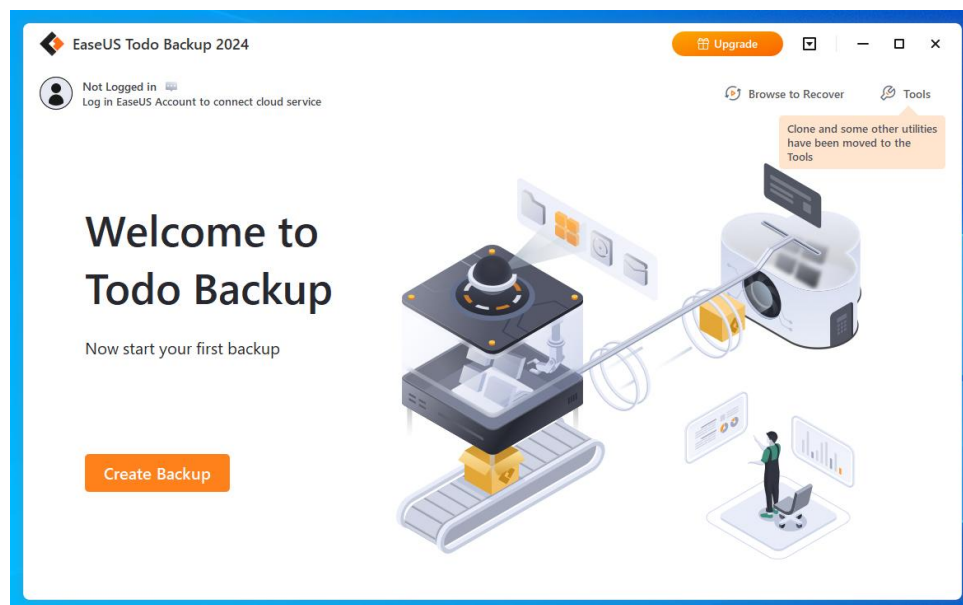 EaseUS Todo Backup 2024
Upgrade
Not Logged in
Log in EaseUS Account to connect cloud service
Browse to Recover
Tools
Clone and some other utilities
have been moved to the
Tools
Welcome to
Todo Backup
Now start your first backup
Create Backup